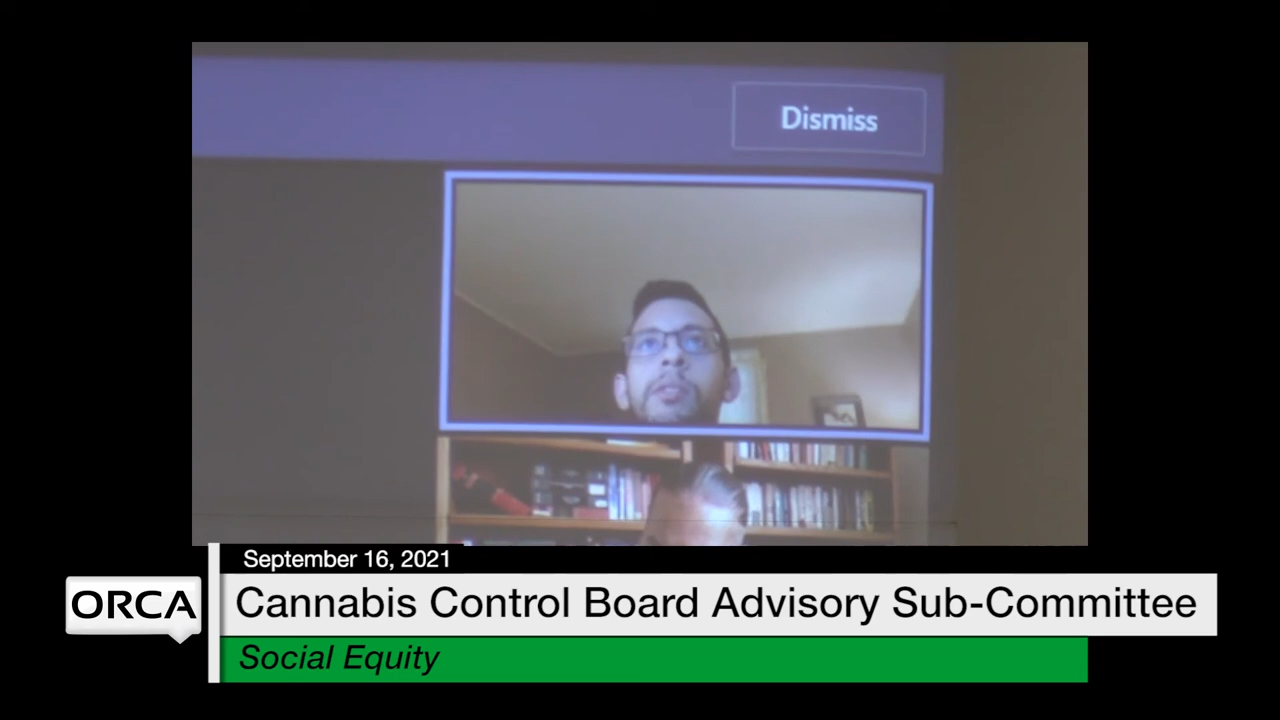 Dismiss
September 16, 2021
ORCA
Cannabis Control Board Advisory Sub-Committee
Social Equity